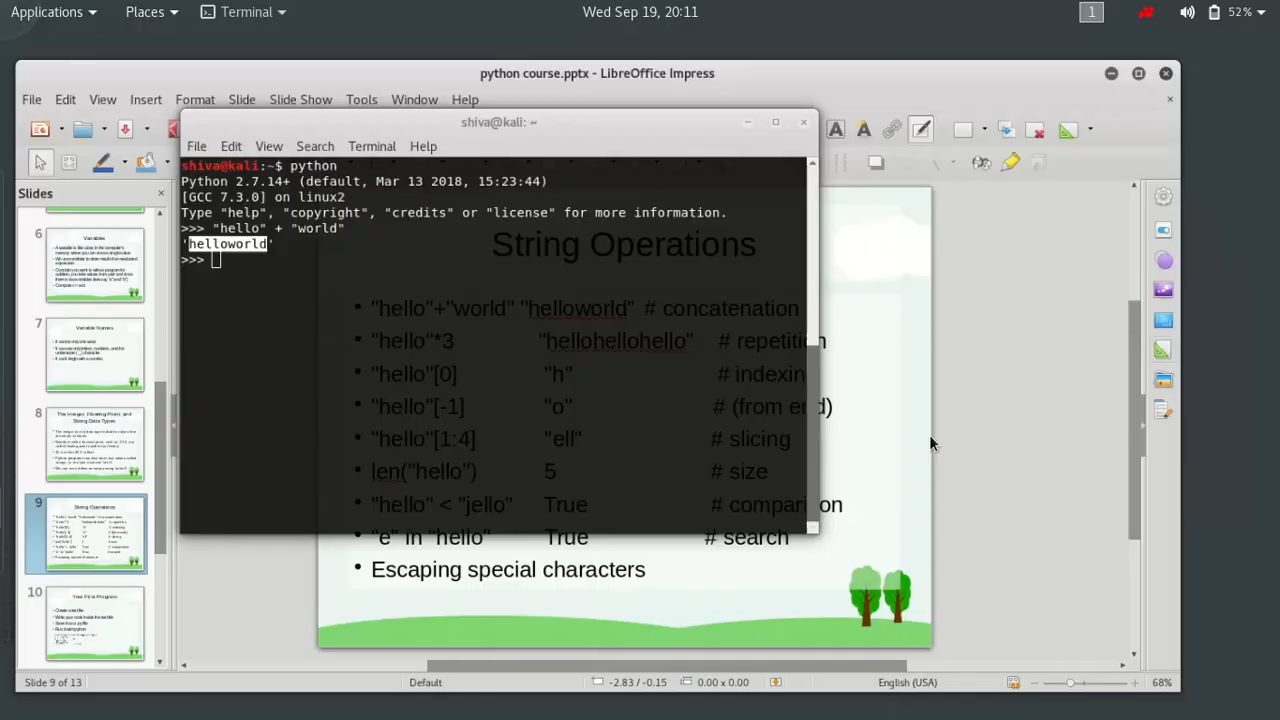 Applications Places Terminal Wed Sep 19, 20:11 1 52%
python course.pptx - LibreOffice Impress
File Edit View Insert Format Slide Slide Show Tools Window Help
shiva@kali: ~
File Edit View Search Terminal Help
shiva@kali:~$ python
Python 2.7.14+ (default, Mar 13 2018, 15:23:44)
[GCC 7.3.0] on linux2
Type "help", "copyright", "credits" or "license" for more information.
>>> "hello" + "world"
'helloworld'
>>>
Slides
6
Variables
7
Variable Names
8
The Integer, Floating-Point, and
String Data Types
9
String Operations
10
Your First Program
String Operations
• "hello"+"world" "helloworld" # concatenation
• "hello"*3 "hellohellohello" # repetition
• "hello"[0] "h" # indexin
• "hello"[-1] "o" # (from end)
• "hello"[1:4] "ell" # slicing
• len("hello") 5 # size
• "hello" < "jello" True # comparison
• "e" in "hello" True # search
• Escaping special characters
Slide 9 of 13 Default -2.83 / -0.15 0.00 x 0.00 English (USA) 68%